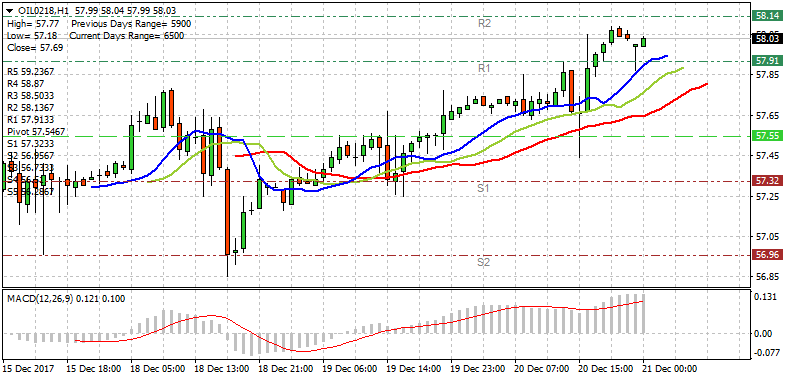 OIL0218,H1 57.99 58.04 57.99 58.03
High= 57.77 Previous Days Range= 5900
Low= 57.18 Current Days Range= 6500
Close= 57.69
R5 59.2367
R4 58.87
R3 58.5033
R2 58.1367
R1 57.9133
Pivot 57.5467
S1 57.3233
S2 56.9567
R2
R1
S1
S2
58.14
58.03
57.91
57.85
57.65
57.55
57.45
57.32
57.25
57.05
56.96
56.85
MACD(12,26,9) 0.121 0.100
0.131
0.00
-0.077
15 Dec 2017
15 Dec 18:00
18 Dec 05:00
18 Dec 13:00
18 Dec 21:00
19 Dec 06:00
19 Dec 14:00
19 Dec 23:00
20 Dec 07:00
20 Dec 15:00
21 Dec 00:00